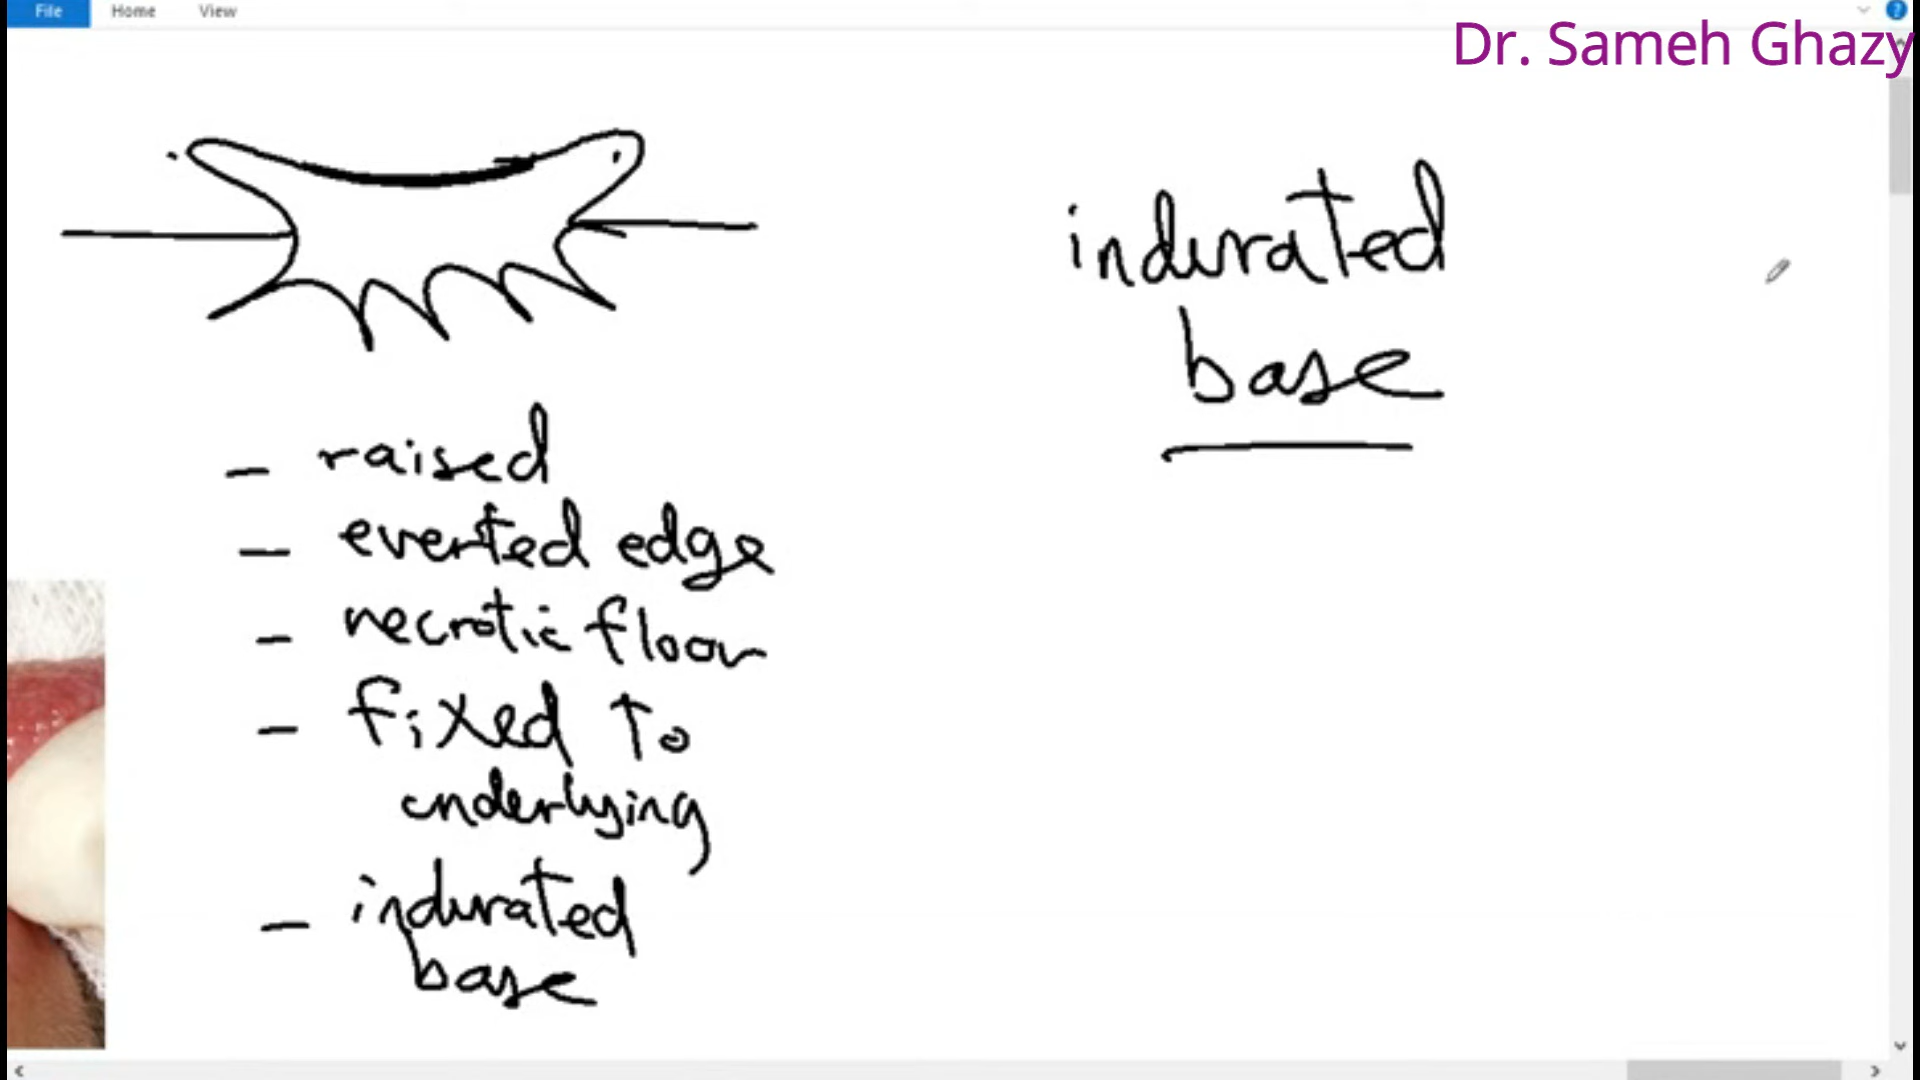 File Home View
Dr. Sameh Ghazy
indurated
base
- raised
- everted edge
- necrotic floor
- fixed to
underlying
- indurated
base